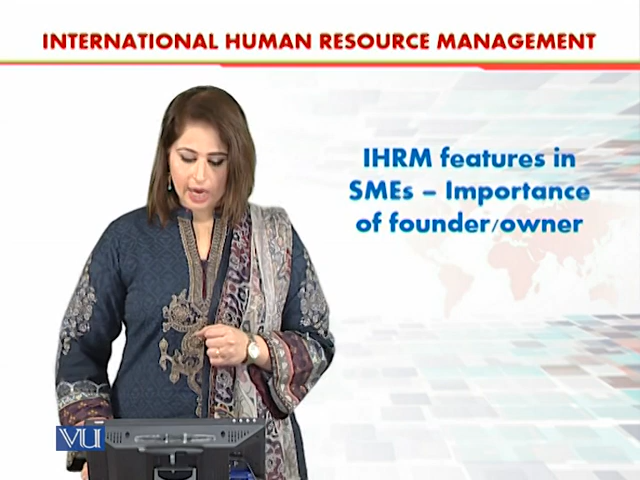 INTERNATIONAL HUMAN RESOURCE MANAGEMENT
IHRM features in
SMEs – Importance
of founder/owner
VU